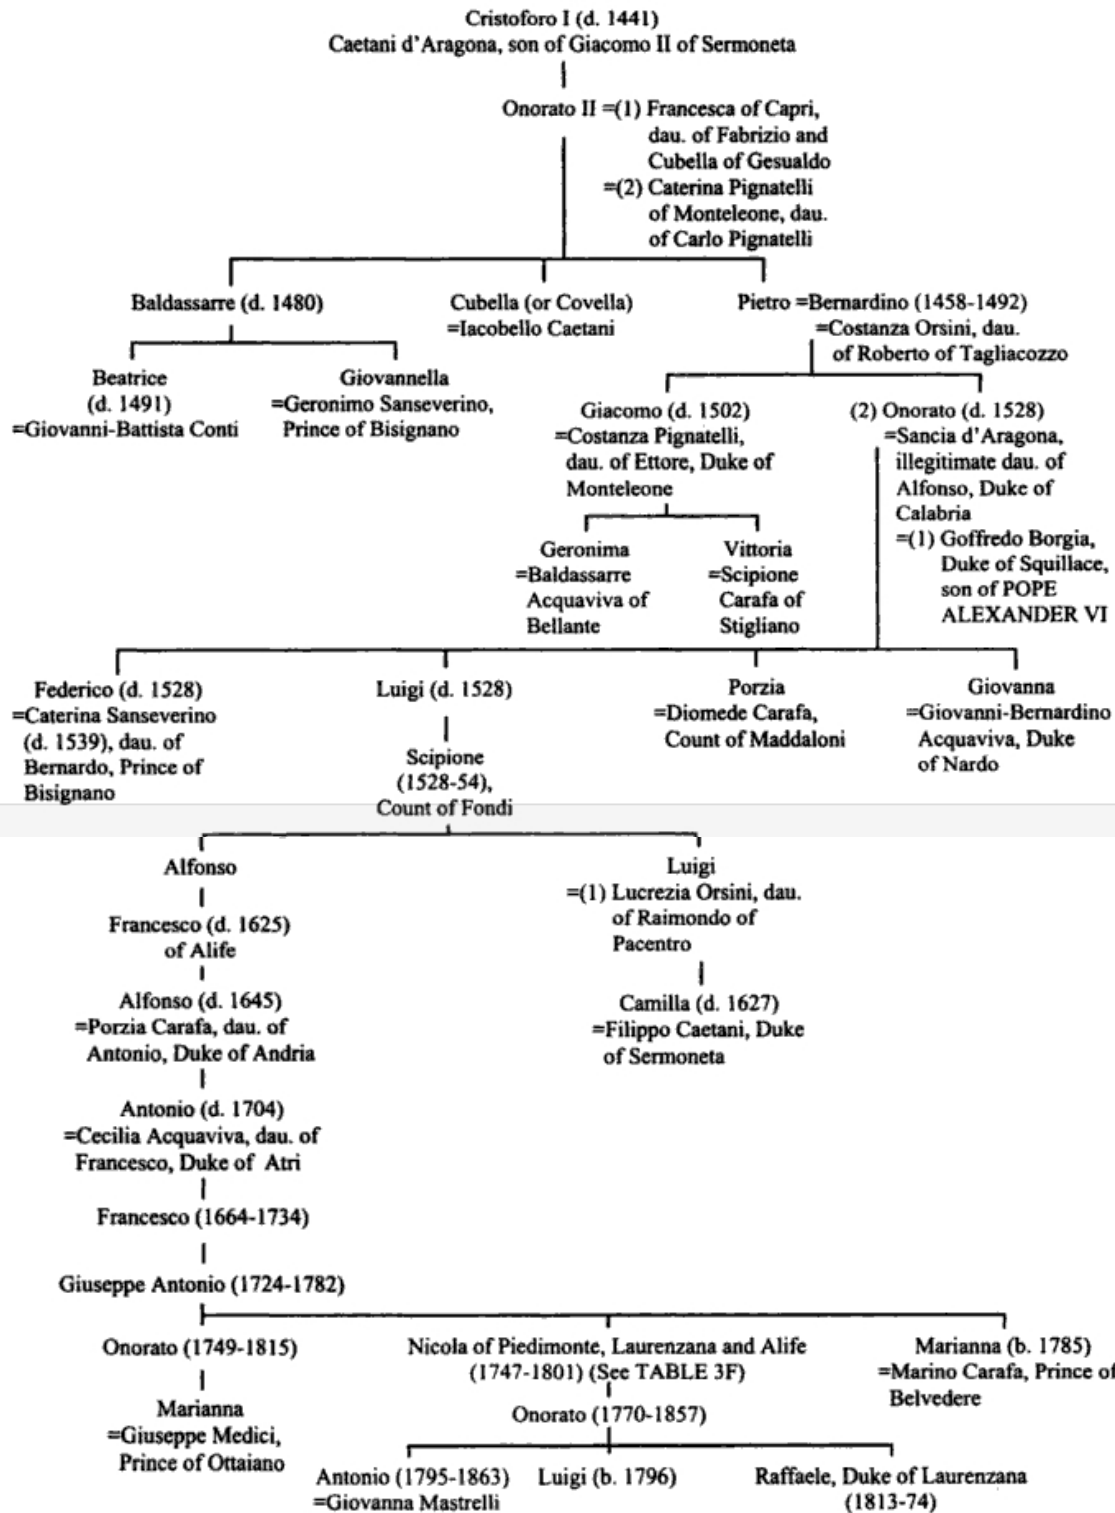 Cristoforo I (d. 1441)
Caetani d'Aragona, son of Giacomo II of Sermoneta
Onorato II =(1) Francesca of Capri,
dau. of Fabrizio and
Cubella of Gesualdo
=(2) Caterina Pignatelli
of Monteleone, dau.
of Carlo Pignatelli
Baldassarre (d. 1480)
Cubella (or Covella)
=Iacobello Caetani
Pietro =Bernardino (1458-1492)
=Costanza Orsini, dau.
of Roberto of Tagliacozzo
Beatrice
(d. 1491)
=Giovanni-Battista Conti
Giovannella
=Geronimo Sanseverino,
Prince of Bisignano
Giacomo (d. 1502)
=Costanza Pignatelli,
dau. of Ettore, Duke of
Monteleone
(2) Onorato (d. 1528)
=Sancia d'Aragona,
illegitimate dau. of
Alfonso, Duke of
Calabria
=(1) Goffredo Borgia,
Duke of Squillace,
son of POPE
ALEXANDER VI
Geronima
=Baldassarre
Acquaviva of
Bellante
Vittoria
=Scipione
Carafa of
Stigliano
Federico (d. 1528)
=Caterina Sanseverino
(d. 1539), dau. of
Bernardo, Prince of
Bisignano
Luigi (d. 1528)
Scipione
(1528-54),
Count of Fondi
Porzia
=Diomede Carafa,
Count of Maddaloni
Giovanna
=Giovanni-Bernardino
Acquaviva, Duke
of Nardo
Alfonso
Francesco (d. 1625)
of Alife
Alfonso (d. 1645)
=Porzia Carafa, dau. of
Antonio, Duke of Andria
Antonio (d. 1704)
=Cecilia Acquaviva, dau. of
Francesco, Duke of Atri
Francesco (1664-1734)
Giuseppe Antonio (1724-1782)
Luigi
=(1) Lucrezia Orsini, dau.
of Raimondo of
Pacentro
Camilla (d. 1627)
=Filippo Caetani, Duke
of Sermoneta
Onorato (1749-1815)
Marianna
=Giuseppe Medici,
Prince of Ottaiano
Nicola of Piedimonte, Laurenzana and Alife
(1747-1801) (See TABLE 3F)
Onorato (1770-1857)
Marianna (b. 1785)
=Marino Carafa, Prince of
Belvedere
Antonio (1795-1863)
=Giovanna Mastrelli
Luigi (b. 1796)
Raffaele, Duke of Laurenzana
(1813-74)